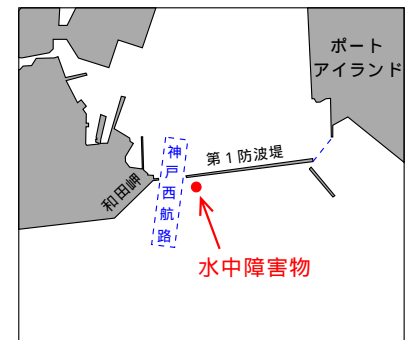 ポート
アイランド
第1防波堤
神戸西航路
和田岬
水中障害物